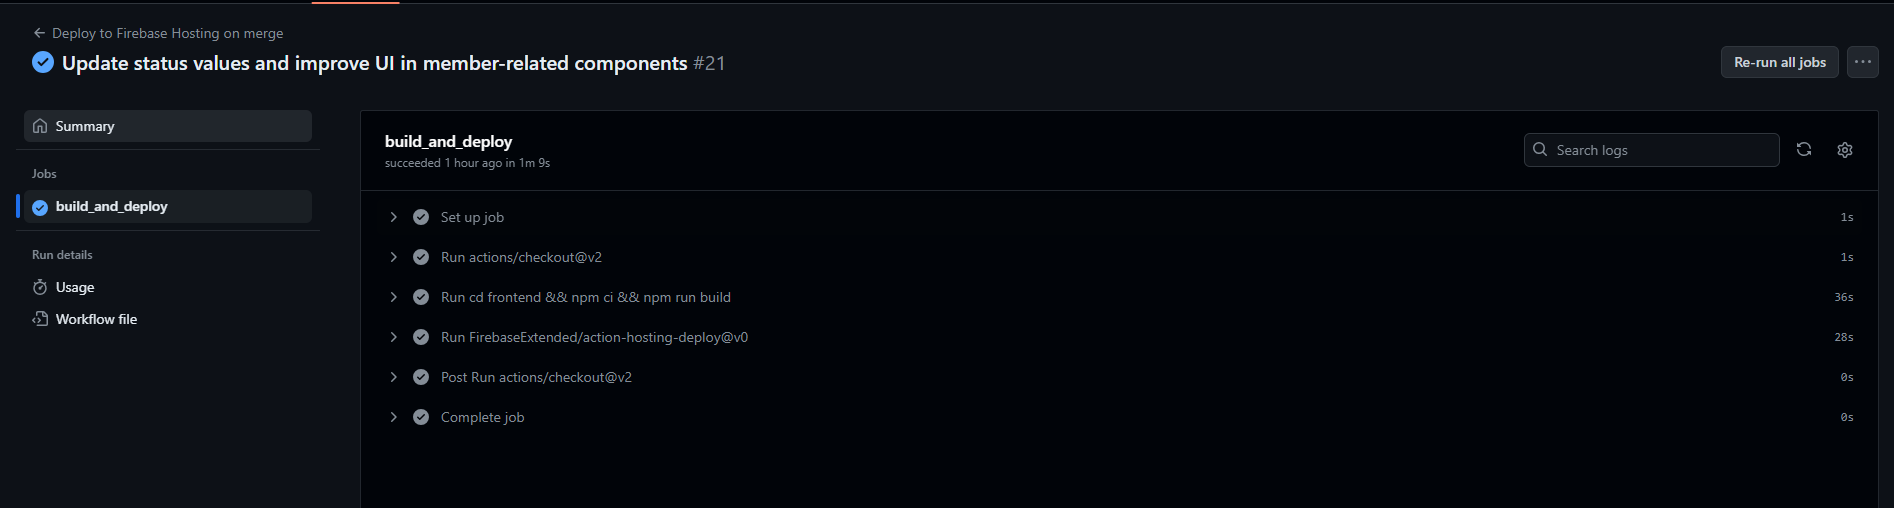 Deploy to Firebase Hosting on merge
Update status values and improve UI in member-related components #21
Re-run all jobs
Summary
Jobs
build_and_deploy
Run details
Usage
Workflow file
build_and_deploy
succeeded 1 hour ago in 1m 9s
Search logs
Set up job 1s
Run actions/checkout@v2 1s
Run cd frontend && npm ci && npm run build 36s
Run FirebaseExtended/action-hosting-deploy@v0 28s
Post Run actions/checkout@v2 0s
Complete job 0s